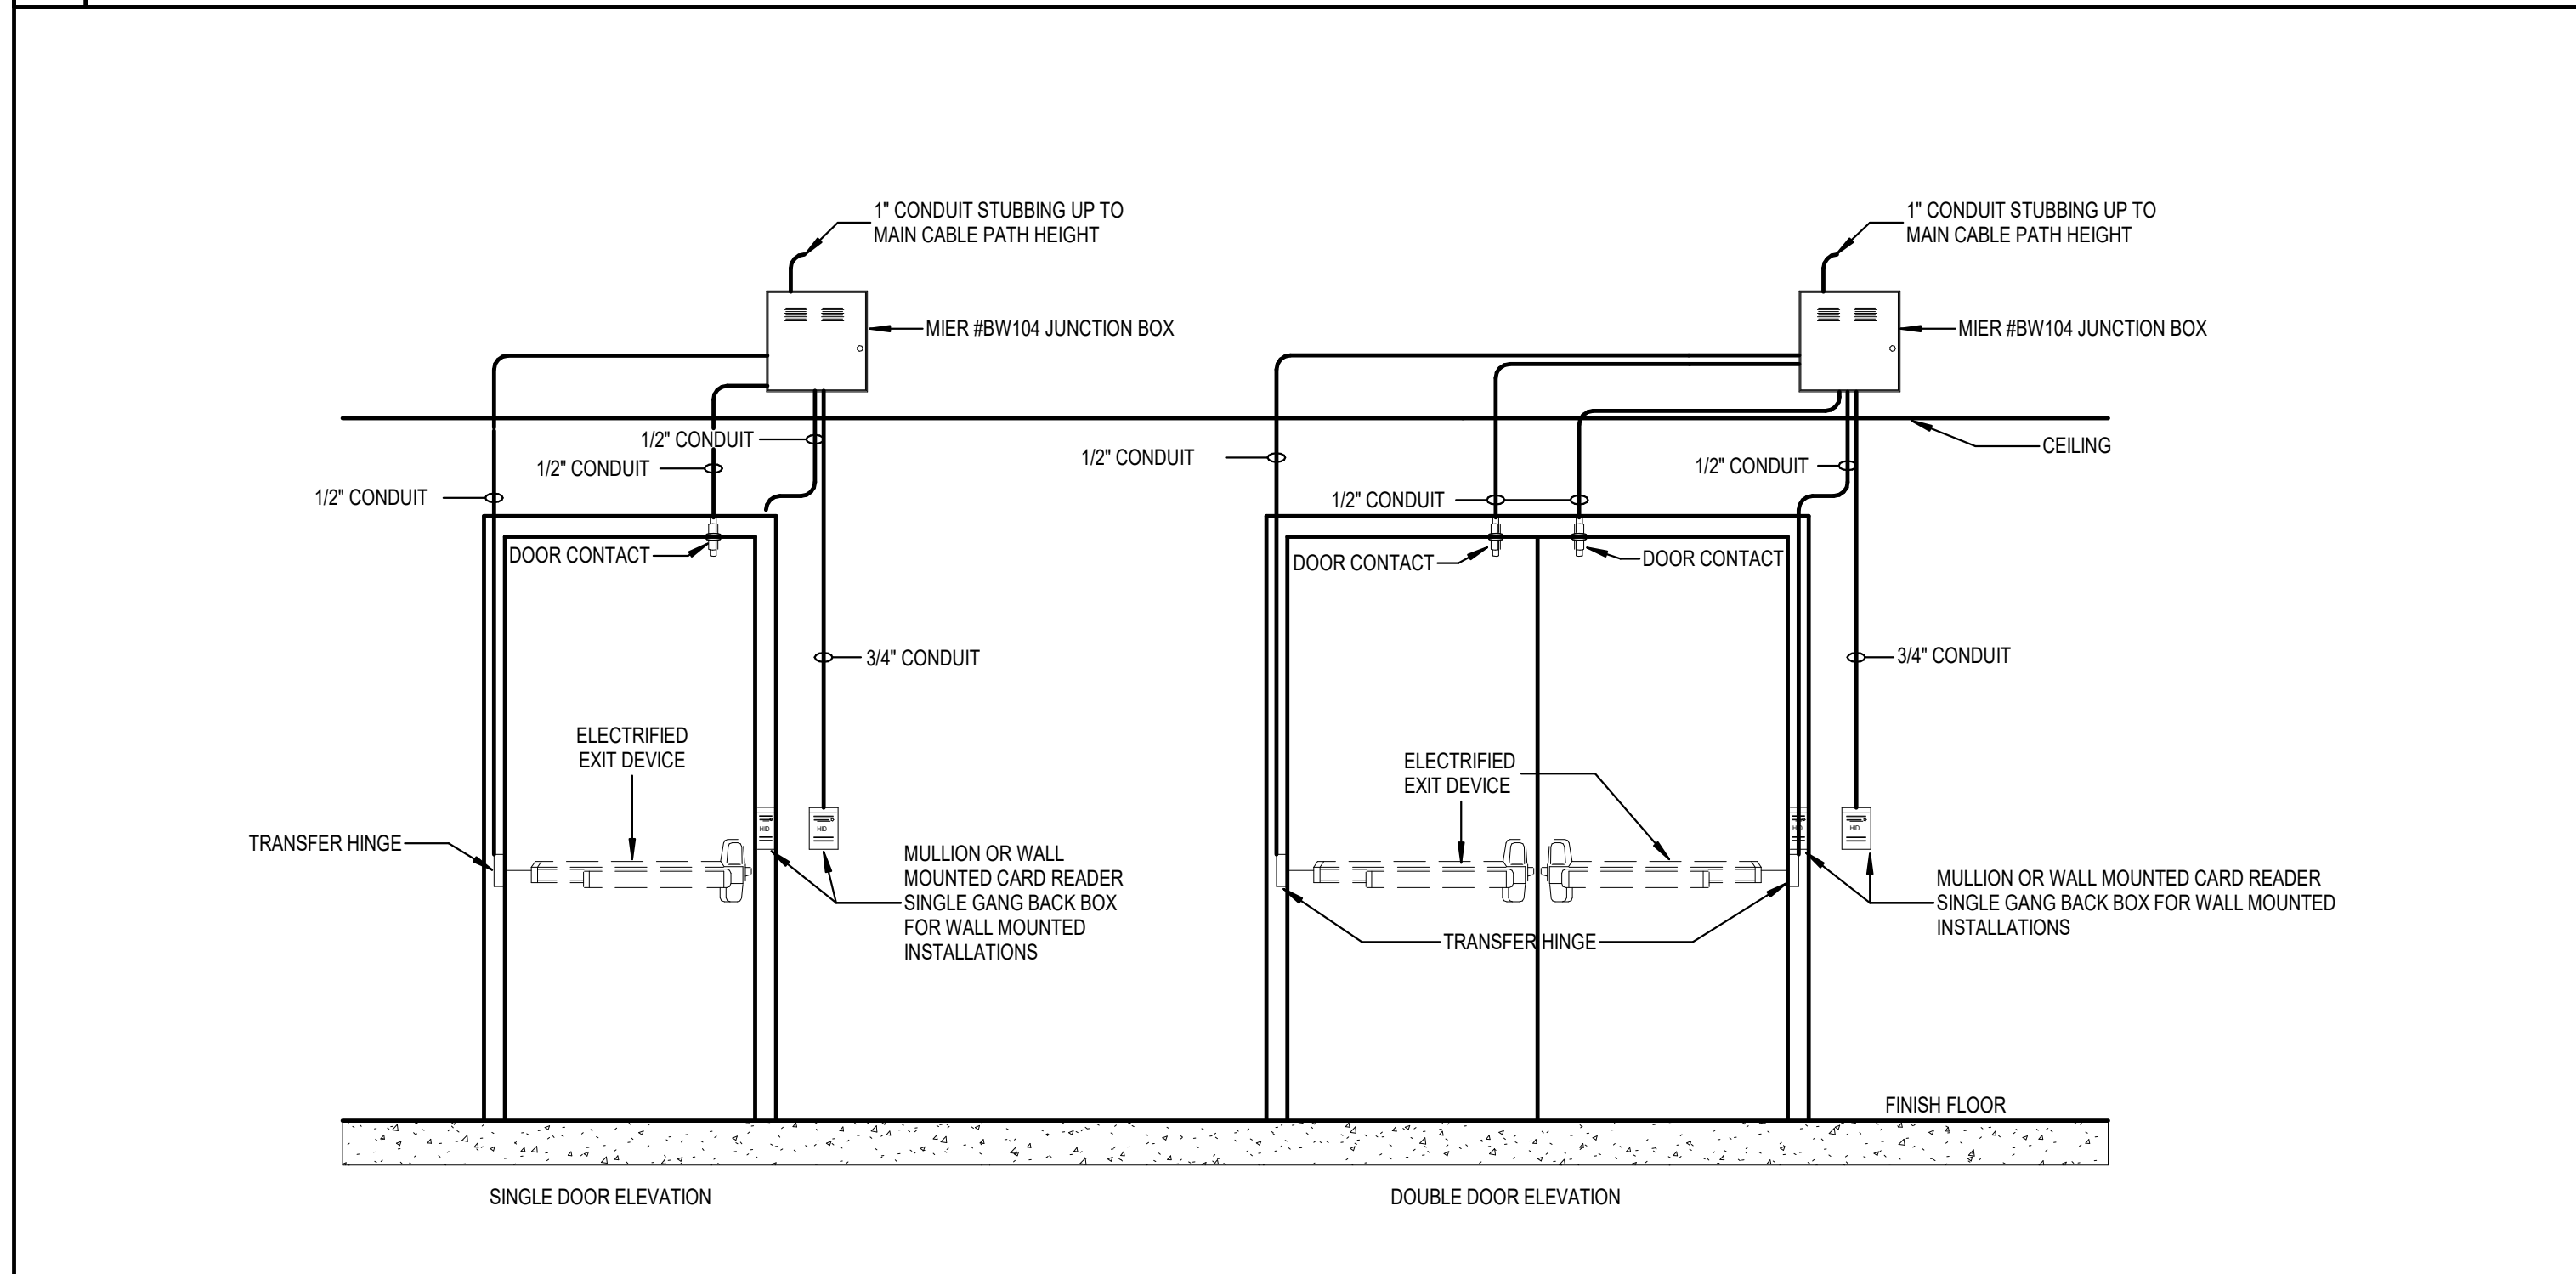 1" CONDUIT STUBBING UP TO
MAIN CABLE PATH HEIGHT
MIER #BW104 JUNCTION BOX
1/2" CONDUIT
1/2" CONDUIT
1/2" CONDUIT
DOOR CONTACT
3/4" CONDUIT
ELECTRIFIED
EXIT DEVICE
HID
HID
TRANSFER HINGE
MULLION OR WALL
MOUNTED CARD READER
SINGLE GANG BACK BOX
FOR WALL MOUNTED
INSTALLATIONS
SINGLE DOOR ELEVATION
1" CONDUIT STUBBING UP TO
MAIN CABLE PATH HEIGHT
MIER #BW104 JUNCTION BOX
CEILING
1/2" CONDUIT
1/2" CONDUIT
1/2" CONDUIT
DOOR CONTACT
DOOR CONTACT
3/4" CONDUIT
ELECTRIFIED
EXIT DEVICE
HID
HID
MULLION OR WALL MOUNTED CARD READER
SINGLE GANG BACK BOX FOR WALL MOUNTED
INSTALLATIONS
TRANSFER HINGE
FINISH FLOOR
DOUBLE DOOR ELEVATION